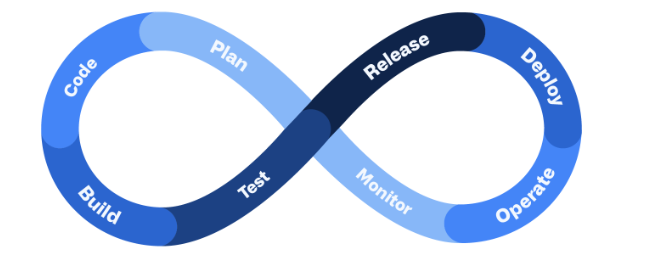 Plan
Code
Build
Test
Release
Deploy
Operate
Monitor